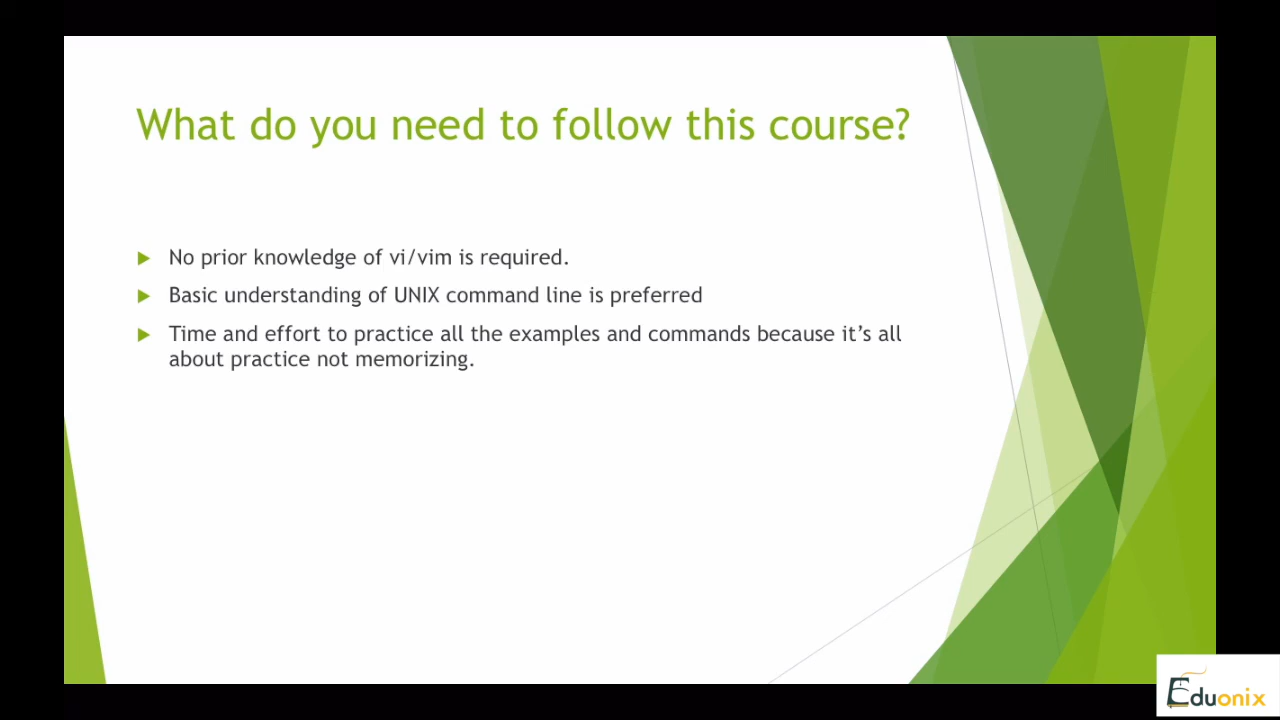 What do you need to follow this course?
No prior knowledge of vi/vim is required.
Basic understanding of UNIX command line is preferred
Time and effort to practice all the examples and commands because it’s all
about practice not memorizing.
Eduonix